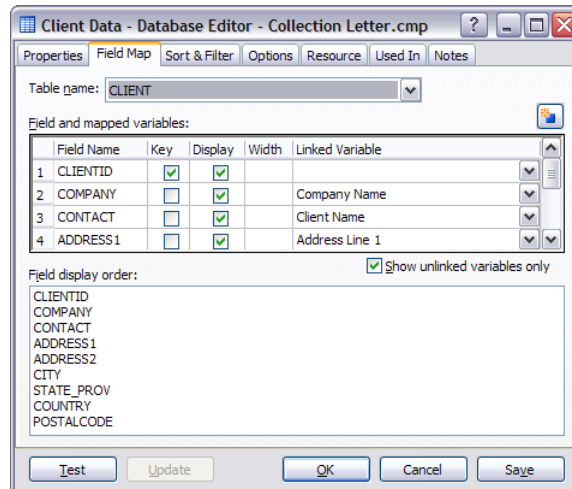 Client Data - Database Editor - Collection Letter.cmp
Properties Field Map Sort & Filter Options Resource Used In Notes
Table name: CLIENT
Field and mapped variables:
Field Name Key Display Width Linked Variable
1 CLIENTID
2 COMPANY Company Name
3 CONTACT Client Name
4 ADDRESS1 Address Line 1
Show unlinked variables only
Field display order:
CLIENTID
COMPANY
CONTACT
ADDRESS1
ADDRESS2
CITY
STATE_PROV
COUNTRY
POSTALCODE
Test Update OK Cancel Save